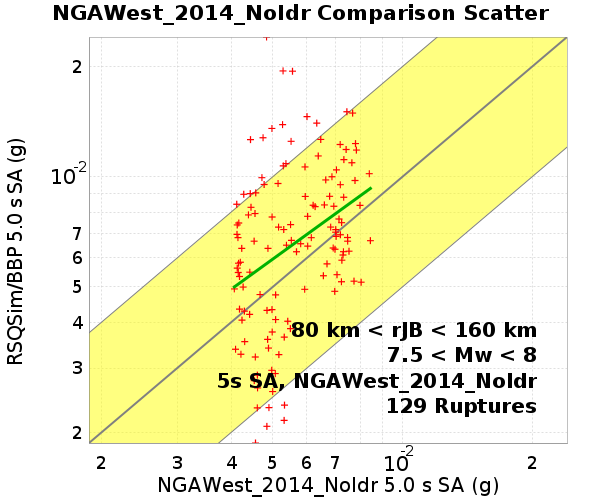 NGAWest_2014_NoIdr Comparison Scatter
RSQSim/BBP 5.0 s SA (g)
2
10-2
7
6
5
4
3
2
80 km < rJB < 160 km
7.5 < Mw < 8
5s SA, NGAWest_2014_NoIdr
129 Ruptures
2 3 4 5 6 7 10-2 2
NGAWest_2014_NoIdr 5.0 s SA (g)